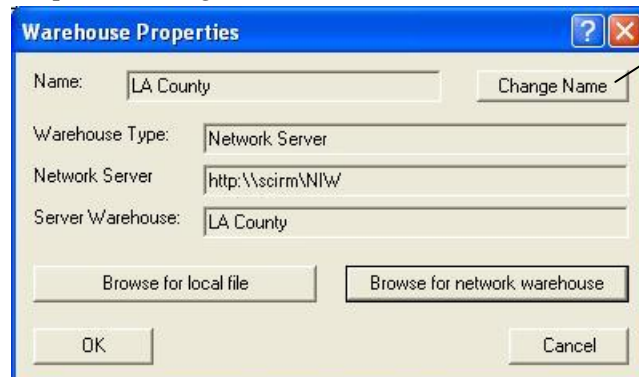 Warehouse Properties
Name: LA County Change Name
Warehouse Type: Network Server
Network Server http:\\scirm\NIW
Server Warehouse: LA County
Browse for local file Browse for network warehouse
OK Cancel